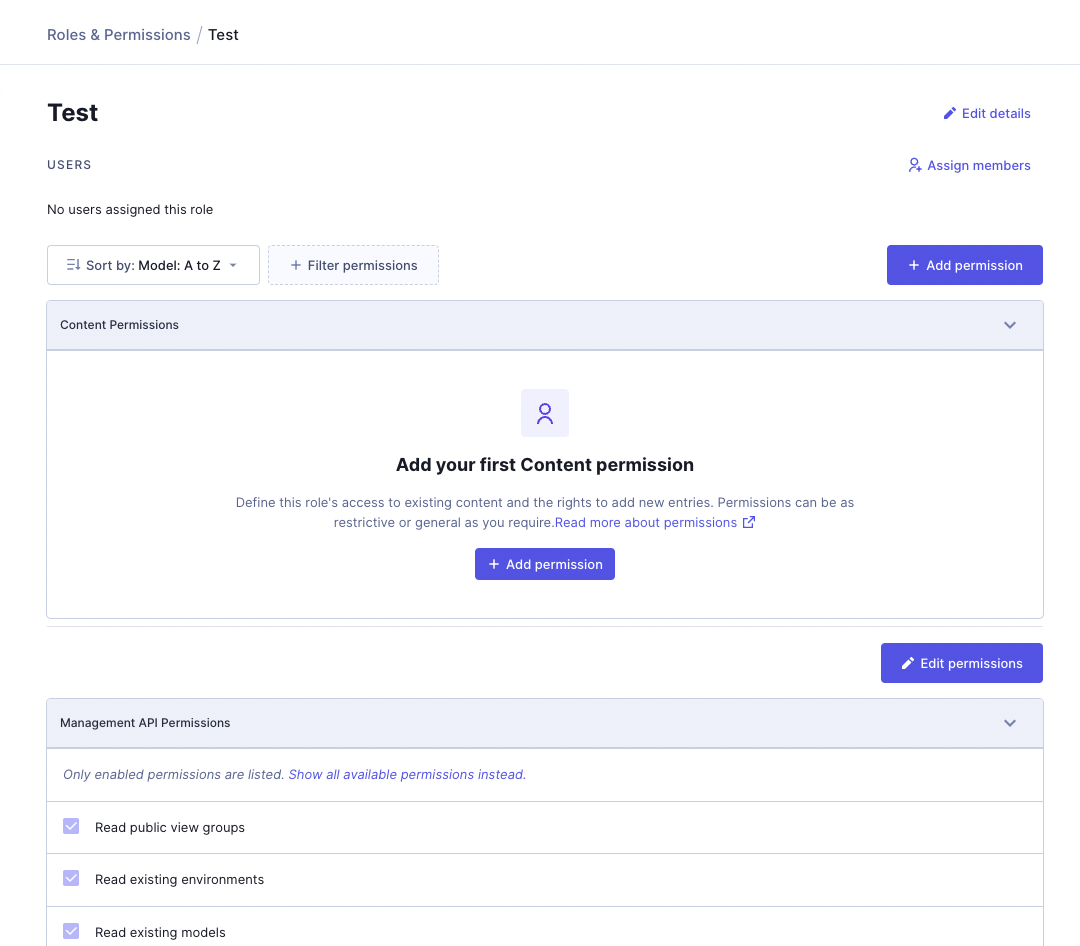 Roles & Permissions / Test
Test
Edit details
USERS
Assign members
No users assigned this role
Sort by: Model: A to Z
Filter permissions
Add permission
Content Permissions
Add your first Content permission
Define this role's access to existing content and the rights to add new entries. Permissions can be as
restrictive or general as you require.Read more about permissions
Add permission
Edit permissions
Management API Permissions
Only enabled permissions are listed. Show all available permissions instead.
Read public view groups
Read existing environments
Read existing models